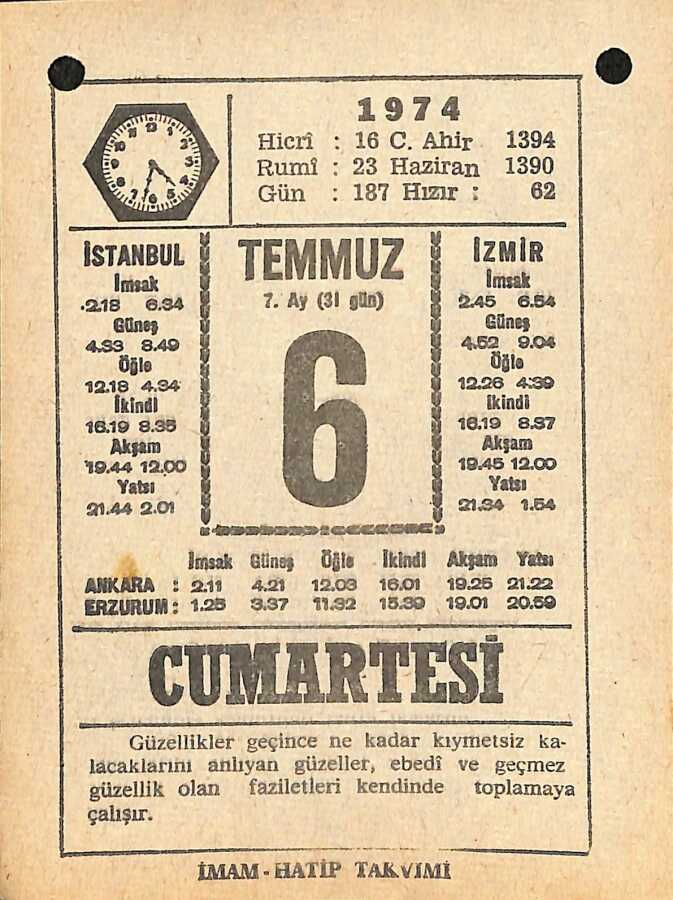 1974
Hicrî : 16 C. Ahir 1394
Rumî : 23 Haziran 1390
Gün : 187 Hızır : 62
İSTANBUL
İmsak
2.18 6.34
Güneş
4.33 8.49
Öğle
12.18 4.34
İkindi
16.19 8.35
Akşam
19.44 12.00
Yatsı
21.44 2.01
TEMMUZ
7. Ay (31 gün)
6
İZMİR
İmsak
2.45 6.54
Güneş
4.52 9.04
Öğle
12.26 4:39
İkindi
16.19 8.37
Akşam
19.45 12.00
Yatsı
21.34 1.54
İmsak Güneş Öğle İkindi Akşam Yatsı
ANKARA : 2.11 4.21 12.03 16.01 19.25 21.22
ERZURUM : 1.25 3.37 11.32 15.39 19.01 20.59
CUMARTESİ
Güzellikler geçince ne kadar kıymetsiz ka-
lacaklarını anlıyan güzeller, ebedî ve geçmez
güzellik olan faziletleri kendinde toplamaya
çalışır.
İMAM - HATİP TAKVİMİ